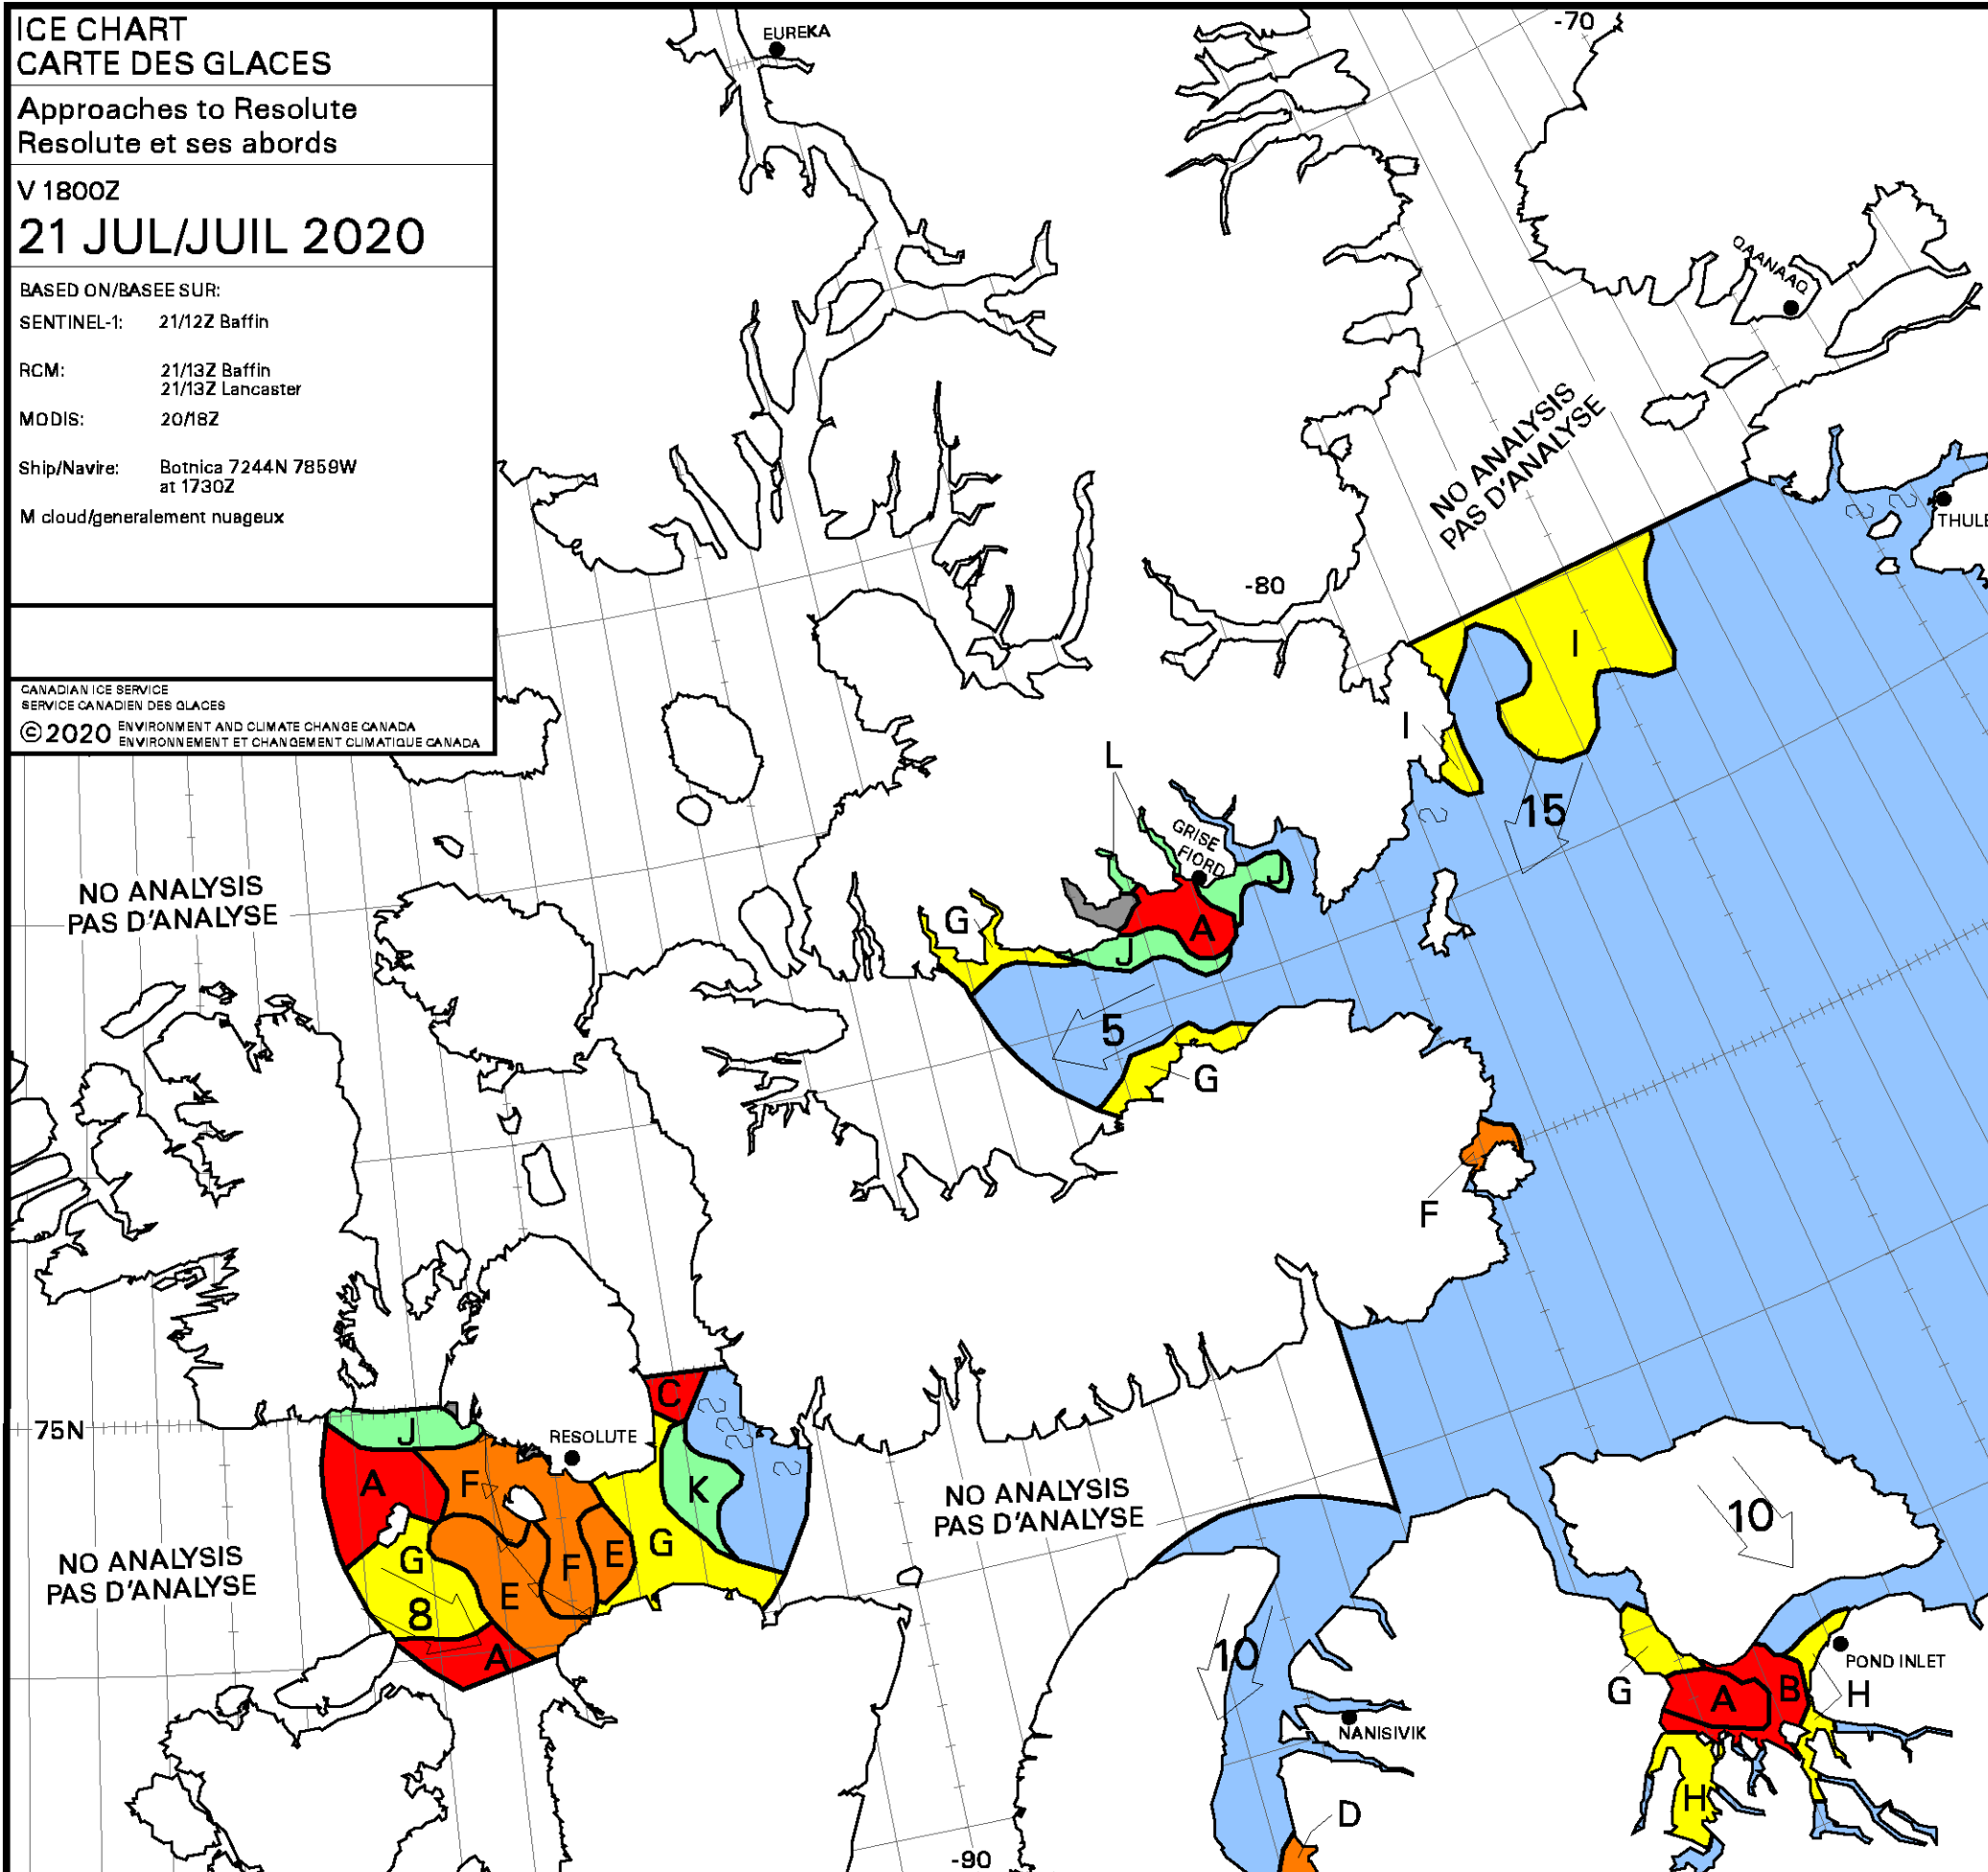 ICE CHART
CARTE DES GLACES
Approaches to Resolute
Resolute et ses abords
V 1800Z
21 JUL/JUIL 2020
BASED ON/BASEE SUR:
SENTINEL-1: 21/12Z Baffin
RCM: 21/13Z Baffin
21/13Z Lancaster
MODIS: 20/18Z
Ship/Navire: Botnica 7244N 7859W
at 1730Z
M cloud/generalement nuageux
CANADIAN ICE SERVICE
SERVICE CANADIEN DES GLACES
© 2020 ENVIRONMENT AND CLIMATE CHANGE CANADA
ENVIRONNEMENT ET CHANGEMENT CLIMATIQUE CANADA
EUREKA
-70
QAANAAQ
NO ANALYSIS
PAS D'ANALYSE
THULE
-80
I
I
L
15
GRISE
FIORD
J
G
A
J
5
G
F
NO ANALYSIS
PAS D'ANALYSE
75N
C
J
RESOLUTE
A
F
K
G
G
E
F
E
8
A
NO ANALYSIS
PAS D'ANALYSE
NO ANALYSIS
PAS D'ANALYSE
10
10
POND INLET
G
A
B
H
NANISIVIK
H
D
-90